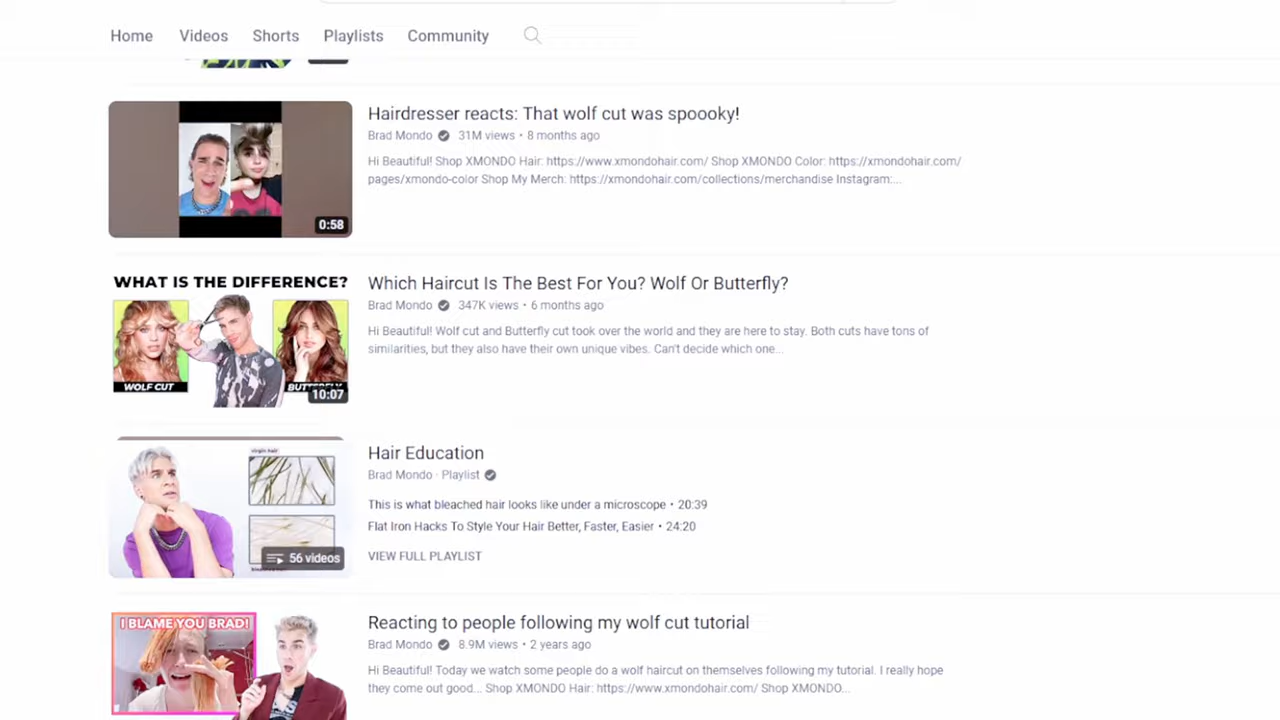 Home Videos Shorts Playlists Community
Hairdresser reacts: That wolf cut was spoooky!
Brad Mondo 31M views • 8 months ago
Hi Beautiful! Shop XMONDO Hair: https://www.xmondohair.com/ Shop XMONDO Color: https://xmondohair.com/
pages/xmondo-color Shop My Merch: https://xmondohair.com/collections/merchandise Instagram:...
0:58
WHAT IS THE DIFFERENCE?
WOLF CUT
BUTTERFLY
10:07
Which Haircut Is The Best For You? Wolf Or Butterfly?
Brad Mondo 347K views • 6 months ago
Hi Beautiful! Wolf cut and Butterfly cut took over the world and they are here to stay. Both cuts have tons of
similarities, but they also have their own unique vibes. Can't decide which one...
virgin hair
56 videos
Hair Education
Brad Mondo · Playlist
This is what bleached hair looks like under a microscope • 20:39
Flat Iron Hacks To Style Your Hair Better, Faster, Easier • 24:20
VIEW FULL PLAYLIST
I BLAME YOU BRAD!
Reacting to people following my wolf cut tutorial
Brad Mondo 8.9M views • 2 years ago
Hi Beautiful! Today we watch some people do a wolf haircut on themselves following my tutorial. I really hope
they come out good... Shop XMONDO Hair: https://www.xmondohair.com/ Shop XMONDO...